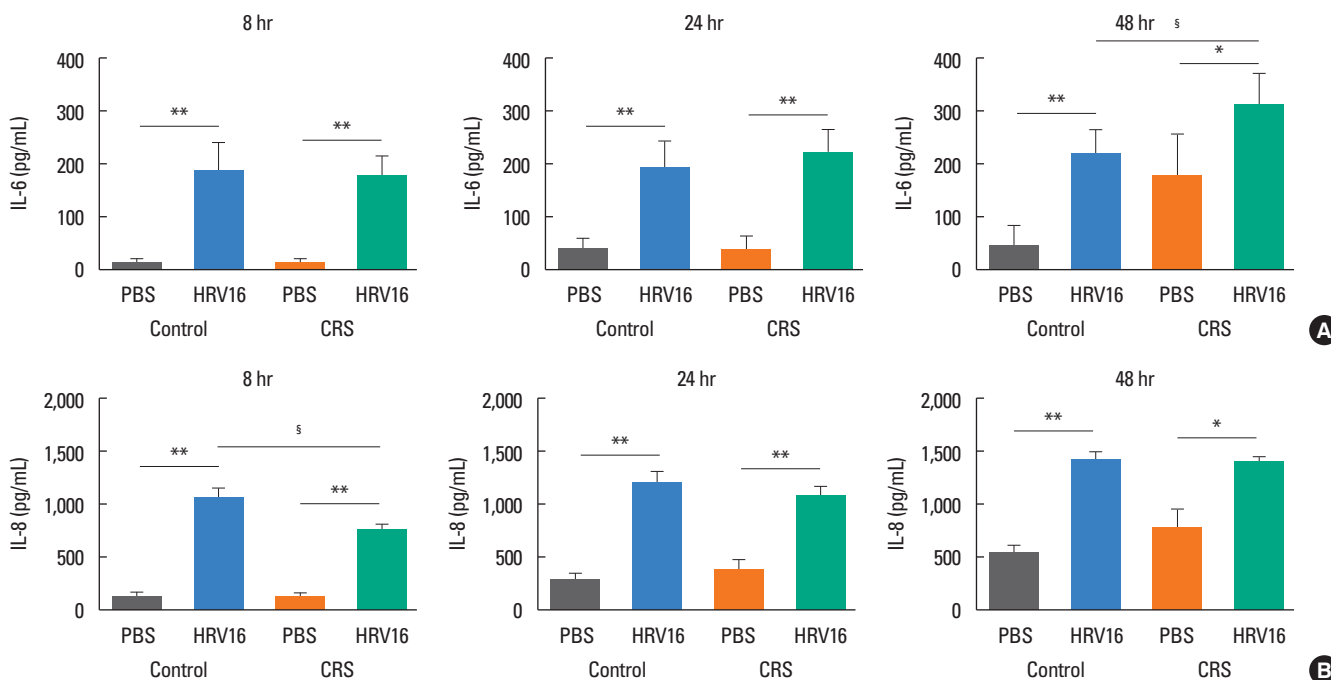 8 hr
24 hr
48 hr
IL-6 (pg/mL)
400
300
200
100
0
**
**
PBS
HRV16
PBS
HRV16
Control
CRS
IL-6 (pg/mL)
400
300
200
100
0
**
**
PBS
HRV16
PBS
HRV16
Control
CRS
IL-6 (pg/mL)
400
300
200
100
0
§
*
**
PBS
HRV16
PBS
HRV16
Control
CRS
A
8 hr
24 hr
48 hr
IL-8 (pg/mL)
2,000
1,500
1,000
500
0
§
**
**
PBS
HRV16
PBS
HRV16
Control
CRS
IL-8 (pg/mL)
2,000
1,500
1,000
500
0
**
**
PBS
HRV16
PBS
HRV16
Control
CRS
IL-8 (pg/mL)
2,000
1,500
1,000
500
0
**
*
PBS
HRV16
PBS
HRV16
Control
CRS
B